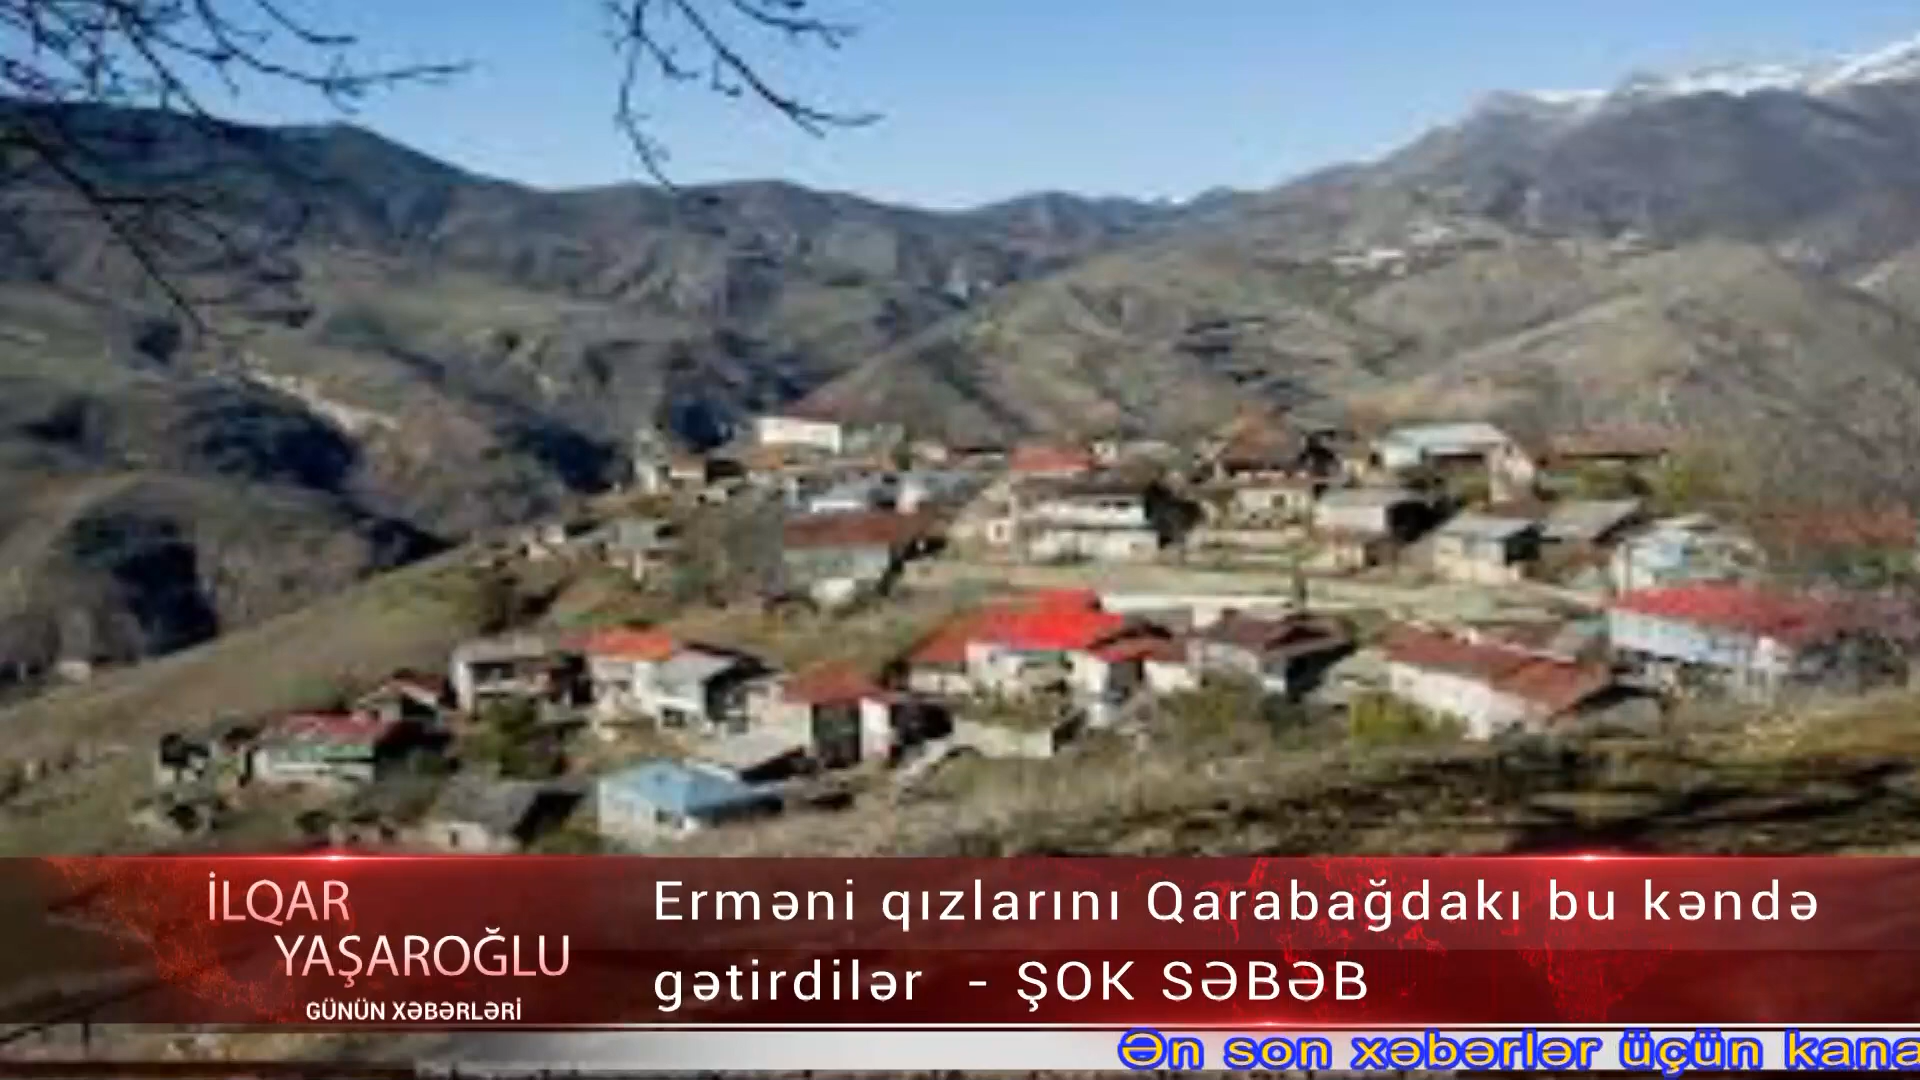 İLQAR
YAŞAROĞLU
GÜNÜN XƏBƏRLƏRİ
Erməni qızlarını Qarabağdakı bu kəndə
gətirdilər - ŞOK SƏBƏB
Ən son xəbərlər üçün kana